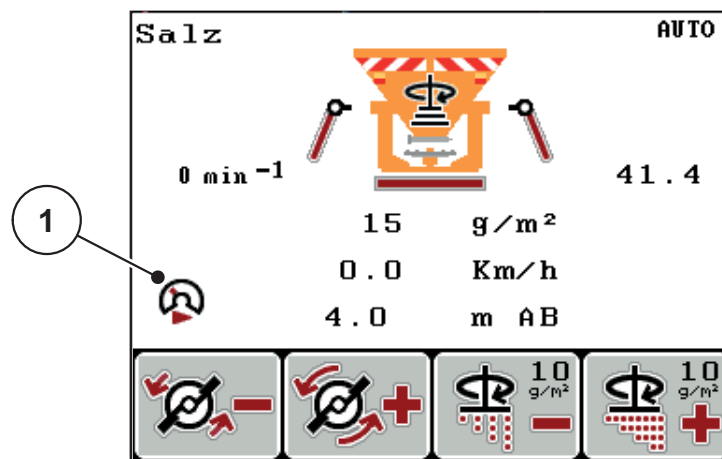 Salz AUTO
0 min⁻¹ 41.4
15 g/m²
1
0.0 Km/h
4.0 m AB
10 g/m²
10 g/m²